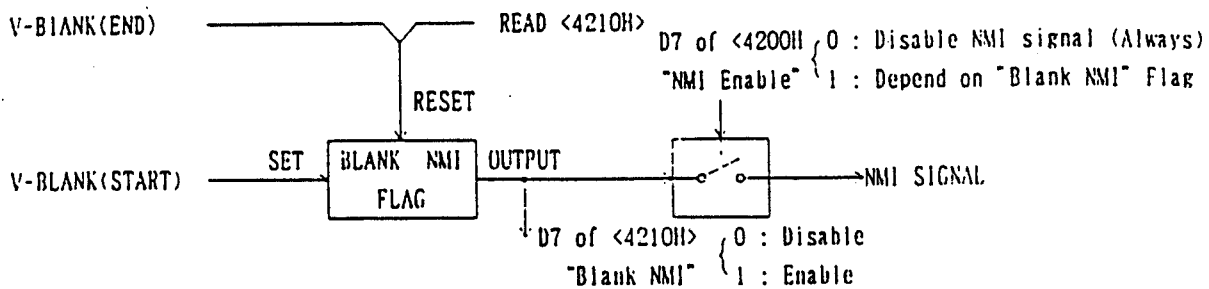 V-BLANK(END)
READ <4210H>
D7 of <4200H
0 : Disable NMI signal (Always)
"NMI Enable"
1 : Depend on "Blank NMI" Flag
RESET
V-BLANK(START)
SET
BLANK NMI
FLAG
OUTPUT
NMI SIGNAL
D7 of <4210H>
0 : Disable
"Blank NMI"
1 : Enable